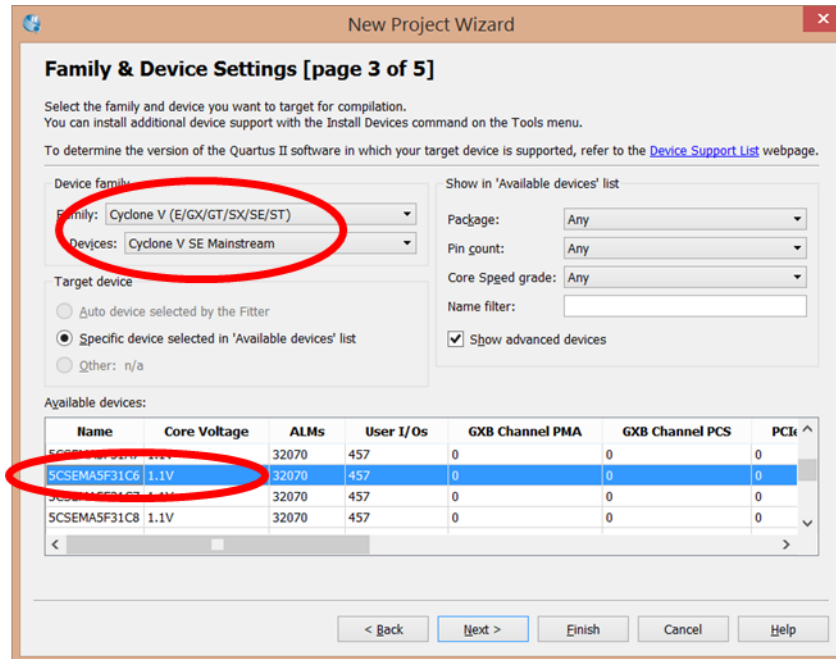 New Project Wizard
Family & Device Settings [page 3 of 5]
Select the family and device you want to target for compilation.
You can install additional device support with the Install Devices command on the Tools menu.
To determine the version of the Quartus II software in which your target device is supported, refer to the Device Support List webpage.
Device family
Family: Cyclone V (E/GX/GT/SX/SE/ST)
Devices: Cyclone V SE Mainstream
Target device
Auto device selected by the Fitter
Specific device selected in 'Available devices' list
Other: n/a
Show in 'Available devices' list
Package: Any
Pin count: Any
Core Speed grade: Any
Name filter:
Show advanced devices
Available devices:
Name Core Voltage ALMs User I/Os GXB Channel PMA GXB Channel PCS
32070 457 0 0 0
5CSEMA5F31C6 1.1V 32070 457 0 0 0
32070 457 0 0 0
5CSEMA5F31C8 1.1V 32070 457 0 0 0
< Back Next > Finish Cancel Help